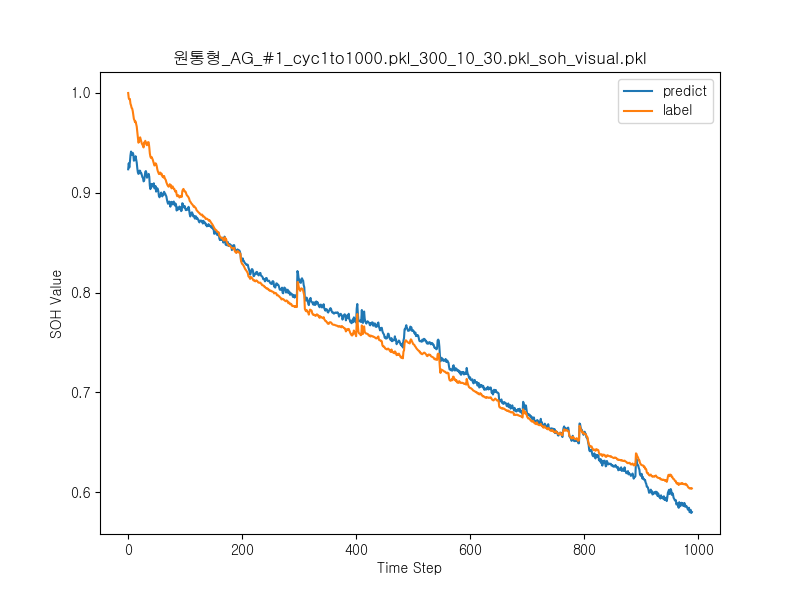 원통형_AG_#1_cyc1to1000.pkl_300_10_30.pkl_soh_visual.pkl
predict
label
1.0
0.9
0.8
0.7
0.6
SOH Value
0
200
400
600
800
1000
Time Step